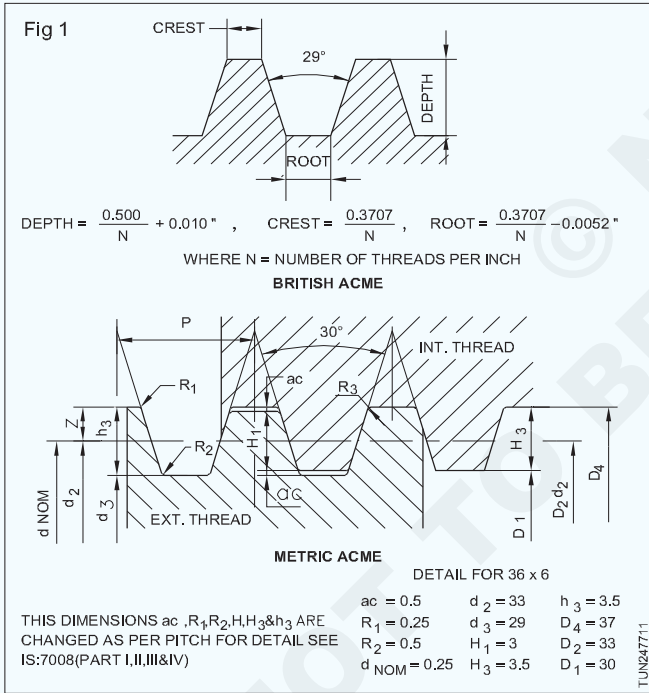 Fig 1
CREST
29°
DEPTH
ROOT
DEPTH = 0.500/N + 0.010 " , CREST = 0.3707/N , ROOT = 0.3707/N −0.0052 "
WHERE N = NUMBER OF THREADS PER INCH
BRITISH ACME
P
30°
INT. THREAD
R1
ac
R3
Z
h3
H1
R2
H3
d NOM
d2
d3
ac
D1
D2 d2
D4
EXT. THREAD
METRIC ACME
DETAIL FOR 36 x 6
THIS DIMENSIONS ac ,R1,R2,H,H3&h3 ARE
CHANGED AS PER PITCH FOR DETAIL SEE
IS:7008(PART I,II,III&IV)
ac = 0.5 d2 = 33 h3 = 3.5
R1 = 0.25 d3 = 29 D4 = 37
R2 = 0.5 H1 = 3 D2 = 33
d NOM = 0.25 H3 = 3.5 D1 = 30
TUN247711